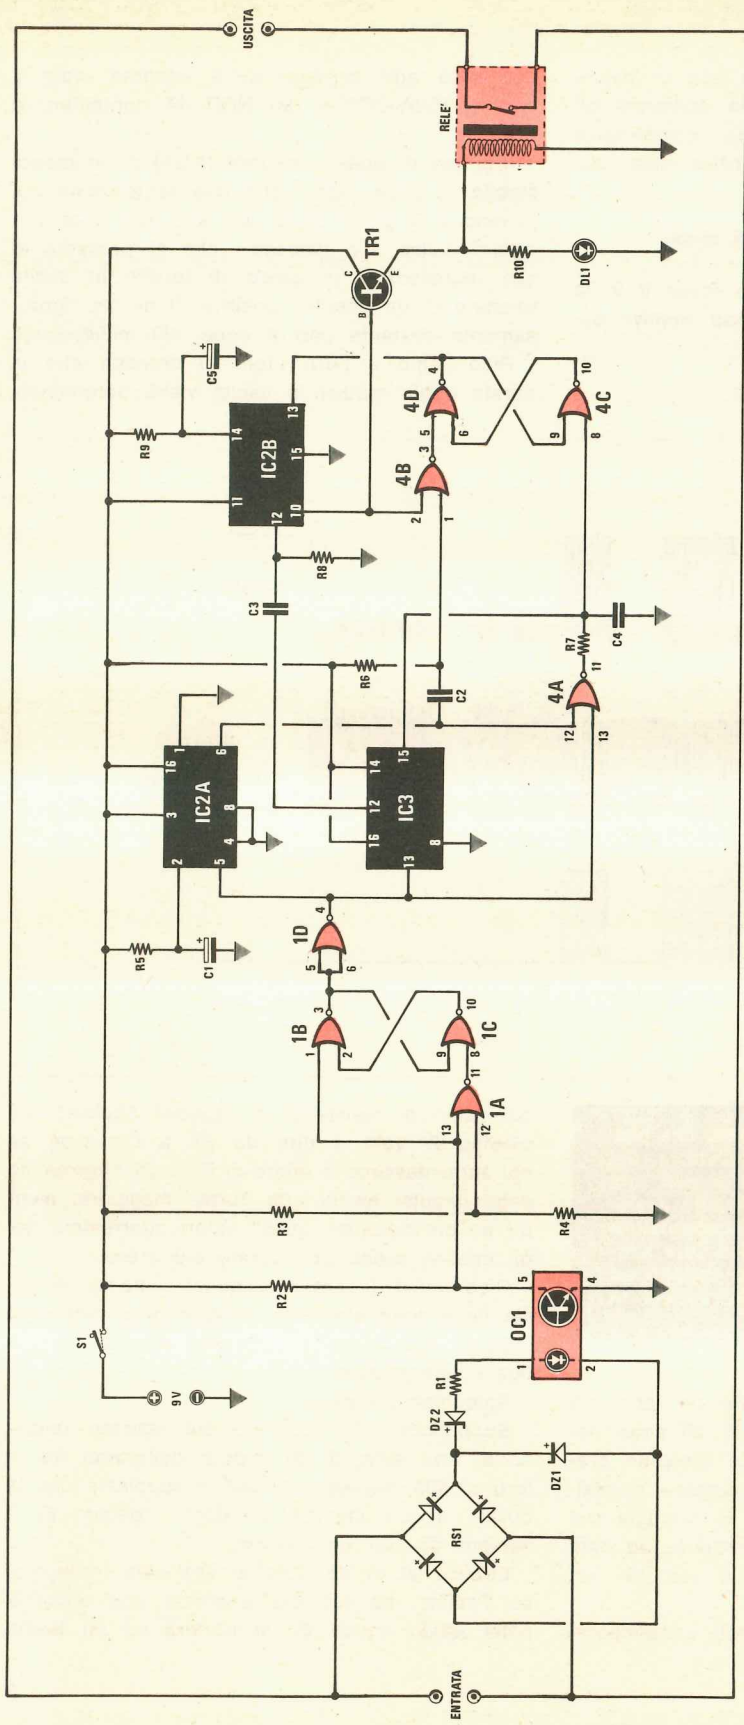 USCITA
RELE'
C
TR1
B
E
R10
DL1
+
C5
R9
14
13
11
IC2B
15
12
10
4
4D
5
6
3
4B
2
1
10
4C
9
8
R8
C3
R6
C2
R7
11
C4
4A
12
13
16
1
3
6
IC2A
2
8
5
4
14
15
12
IC3
16
8
13
R5
+
C1
4
1D
5
6
3
1B
1
2
10
1C
9
8
11
1A
13
12
R3
R4
R2
S1
+
9V
-
5
4
OC1
1
2
R1
DZ2
+
+
DZ1
RS1
ENTRATA